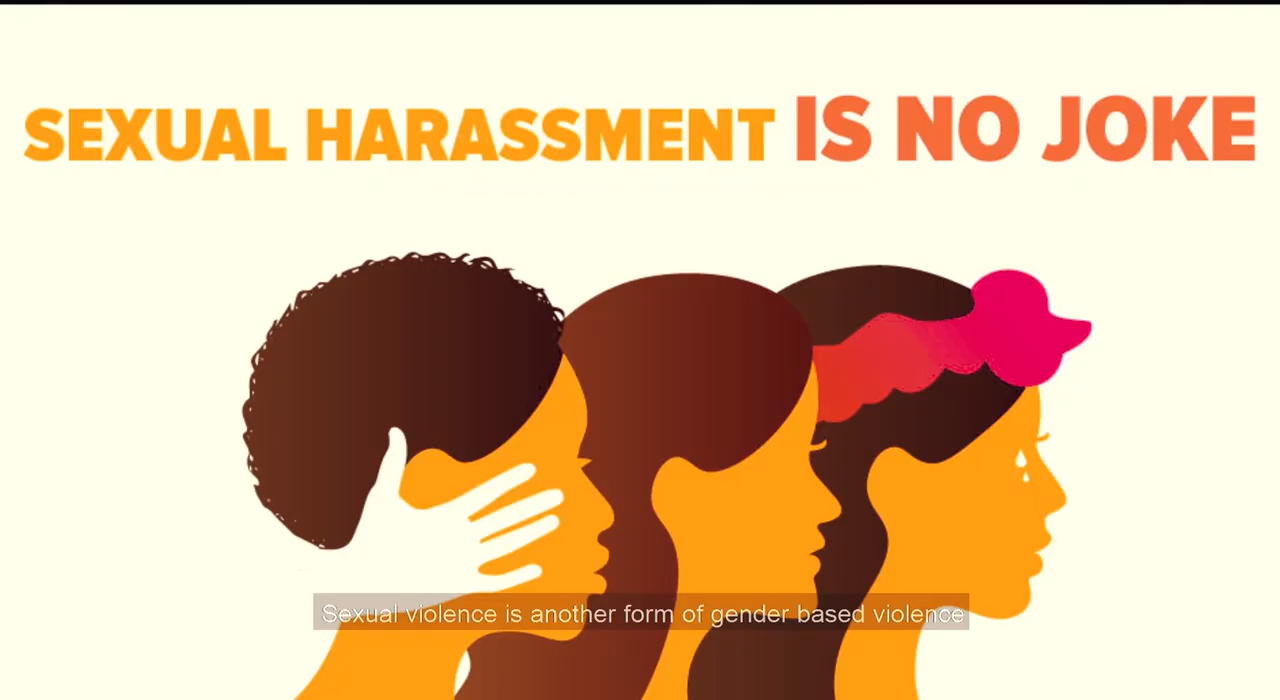 SEXUAL HARASSMENT IS NO JOKE
Sexual violence is another form of gender based violence